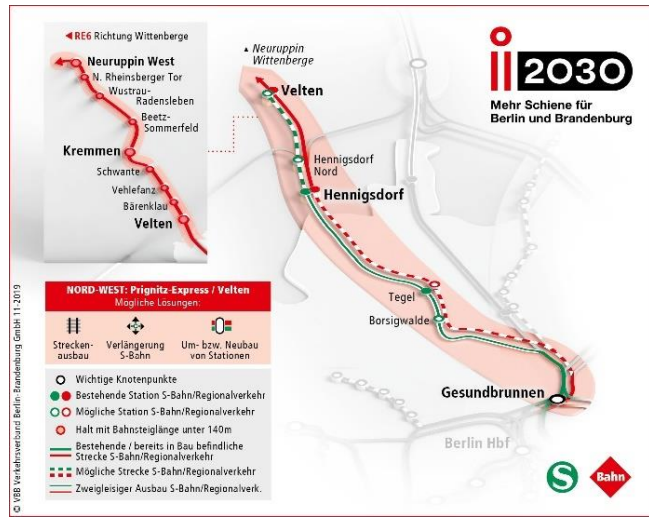 ◄ RE6 Richtung Wittenberge
Neuruppin West
N. Rheinsberger Tor
Wustrau-
Radensleben
Beetz-
Sommerfeld
Kremmen
Schwante
Vehlefanz
Bärenklau
Velten
▲ Neuruppin
Wittenberge
Velten
Hennigsdorf
Nord
Hennigsdorf
Tegel
Borsigwalde
Gesundbrunnen
Berlin Hbf
i2030
Mehr Schiene für
Berlin und Brandenburg
NORD-WEST: Prignitz-Express / Velten
Mögliche Lösungen:
Strecken-
ausbau
Verlängerung
S-Bahn
Um- bzw. Neubau
von Stationen
Wichtige Knotenpunkte
Bestehende Station S-Bahn/Regionalverkehr
Mögliche Station S-Bahn/Regionalverkehr
Halt mit Bahnsteiglänge unter 140m
Bestehende / bereits in Bau befindliche
Strecke S-Bahn/Regionalverkehr
Mögliche Strecke S-Bahn/Regionalverkehr
Zweigleisiger Ausbau S-Bahn/Regionalverk.
S
Bahn
© VBB Verkehrsverbund Berlin-Brandenburg GmbH 11-2019